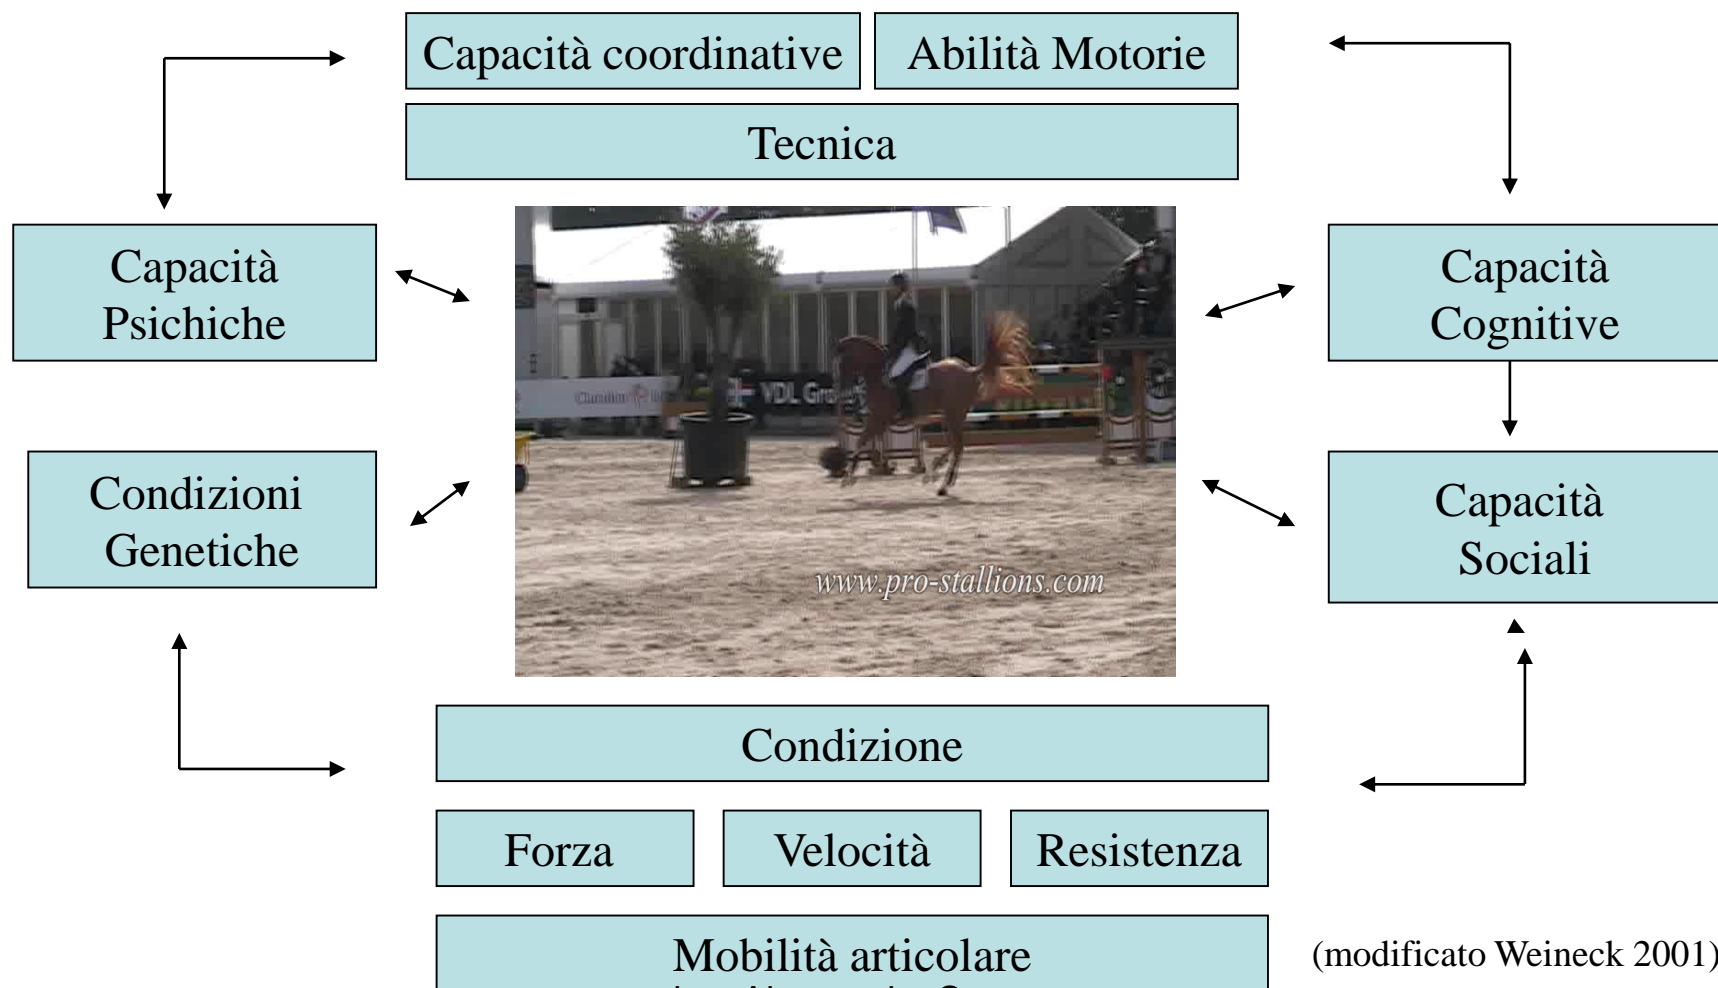 Capacità coordinative
Abilità Motorie
Tecnica
Capacità
Psichiche
Capacità
Cognitive
VDL
www.pro-stallions.com
Condizioni
Genetiche
Capacità
Sociali
Condizione
Forza
Velocità
Resistenza
Mobilità articolare
(modificato Weineck 2001)